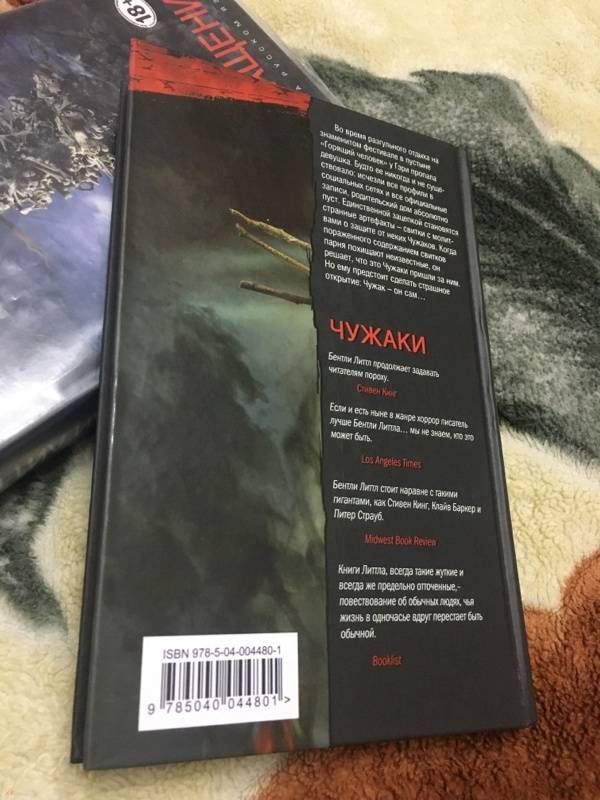 18+
А РУССКОМ ЯЗ
ЩЕНИ
Во время разгульного отдыха на
знаменитом фестивале в пустыне
«Горящий человек» у Гэри пропала
девушка. Будто ее никогда и не суще-
ствовало: исчезли все профили в
социальных сетях и все официальные
записи, родительский дом абсолютно
пуст. Единственной зацепкой становятся
странные артефакты – свитки с молит-
вами о защите от неких Чужаков. Когда
пораженного содержанием свитков
парня похищают неизвестные, он
решает, что это Чужаки пришли за ним.
Но ему предстоит сделать страшное
открытие: Чужак – он сам...
ЧУЖАКИ
Бентли Литтл продолжает задавать
читателям пороху.
Стивен Кинг
Если и есть ныне в жанре хоррор писатель
лучше Бентли Литтла... мы не знаем, кто это
может быть.
Los Angeles Times
Бентли Литтл стоит наравне с такими
гигантами, как Стивен Кинг, Клайв Баркер и
Питер Страуб.
Midwest Book Review
Книги Литтла, всегда такие жуткие и
всегда же предельно отточенные,-
повествование об обычных людях, чья
жизнь в одночасье вдруг перестает быть
обычной.
Booklist
ISBN 978-5-04-004480-1
9 785040 044801 >